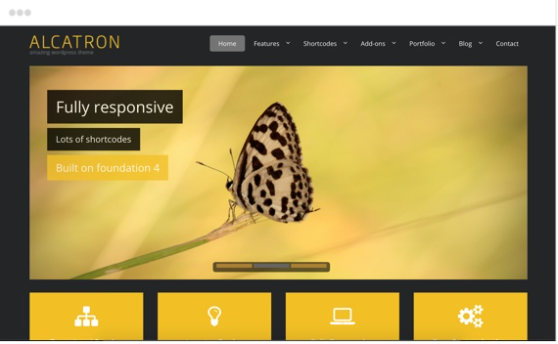 ALCATRON
amazing wordpress theme
Home Features Shortcodes Add-ons Portfolio Blog Contact
Fully responsive
Lots of shortcodes
Built on foundation 4